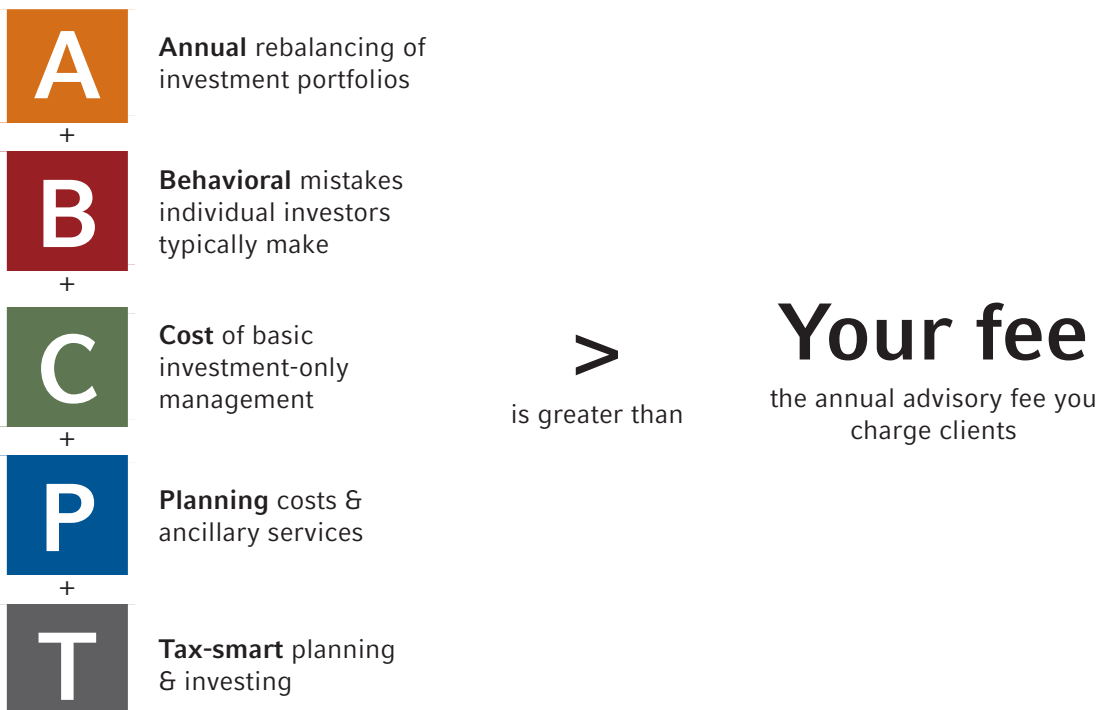 A
Annual rebalancing of
investment portfolios
+
B
Behavioral mistakes
individual investors
typically make
+
C
Cost of basic
investment-only
management
+
P
Planning costs &
ancillary services
+
T
Tax-smart planning
& investing
>
is greater than
Your fee
the annual advisory fee you
charge clients